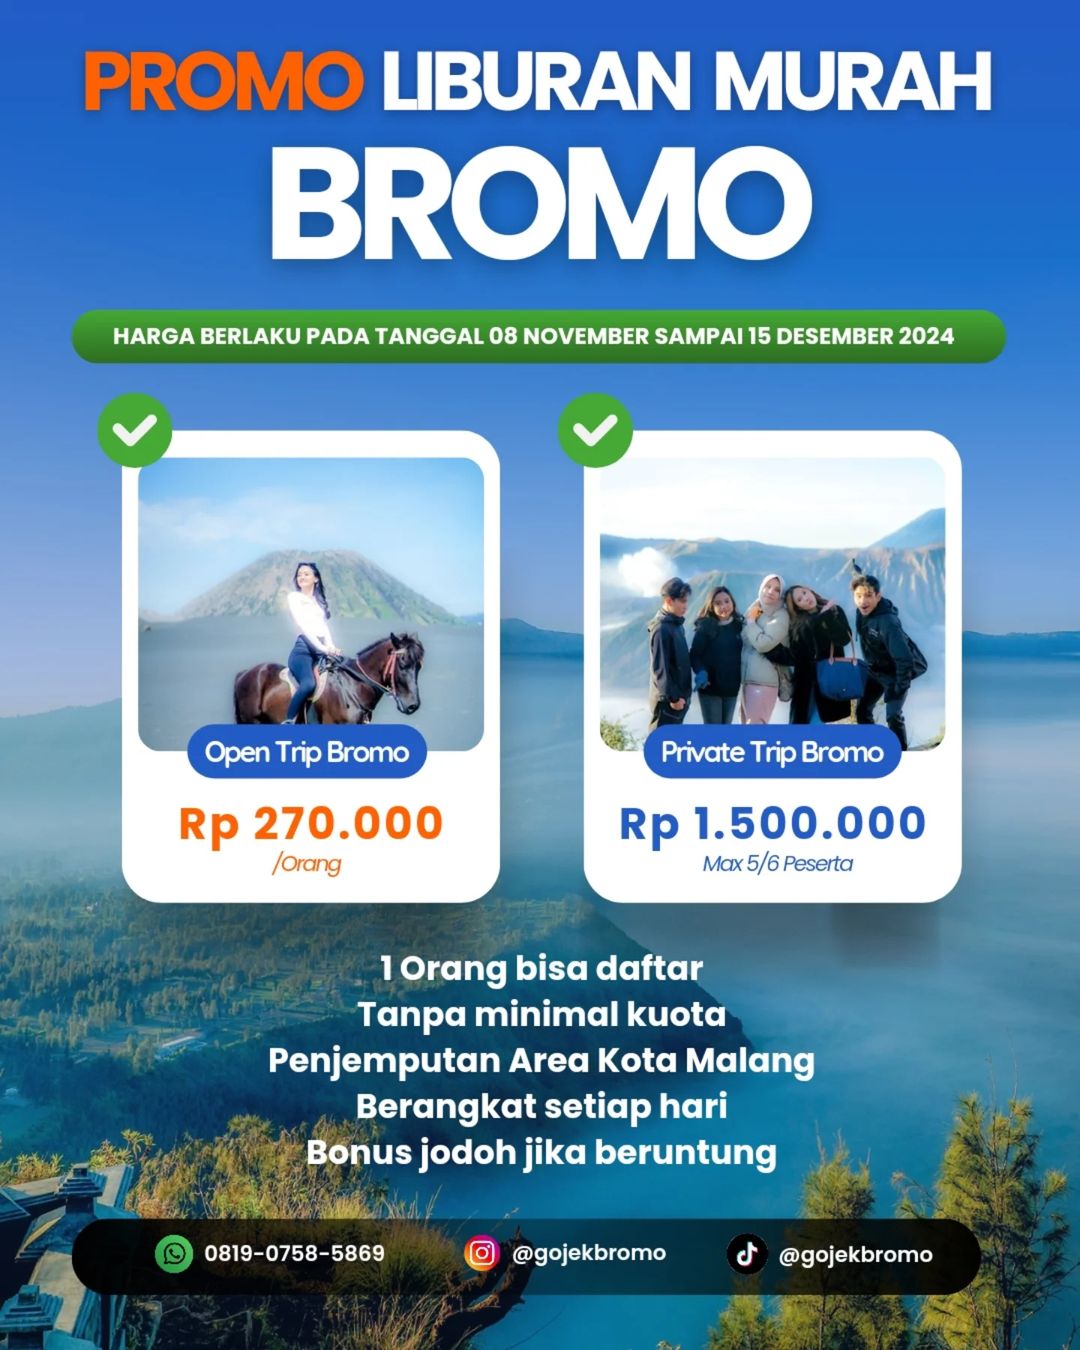 PROMO LIBURAN MURAH
BROMO
HARGA BERLAKU PADA TANGGAL 08 NOVEMBER SAMPAI 15 DESEMBER 2024
Open Trip Bromo
Rp 270.000
/Orang
Private Trip Bromo
Rp 1.500.000
Max 5/6 Peserta
1 Orang bisa daftar
Tanpa minimal kuota
Penjemputan Area Kota Malang
Berangkat setiap hari
Bonus jodoh jika beruntung
0819-0758-5869
@gojekbromo
@gojekbromo